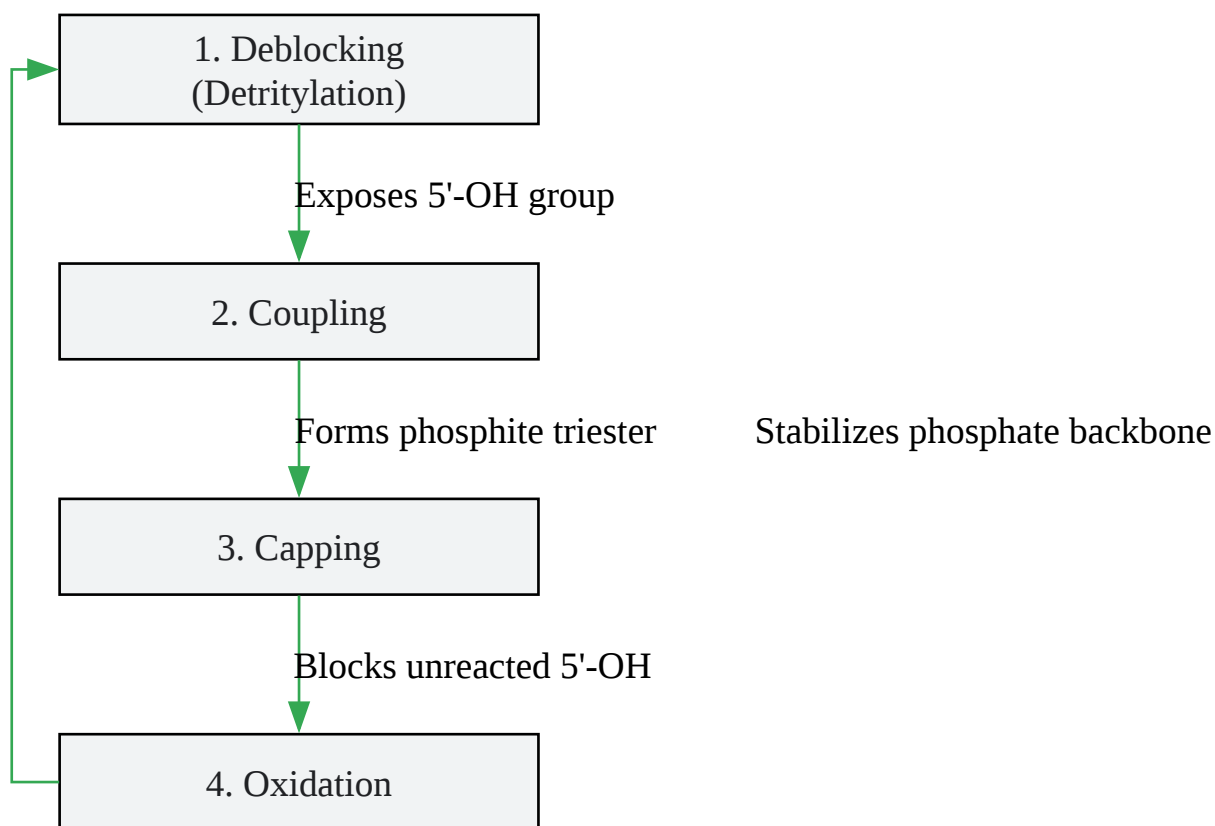 1. Deblocking
(Detritylation)
Exposes 5'-OH group
2. Coupling
Forms phosphite triester
Stabilizes phosphate backbone
3. Capping
Blocks unreacted 5'-OH
4. Oxidation